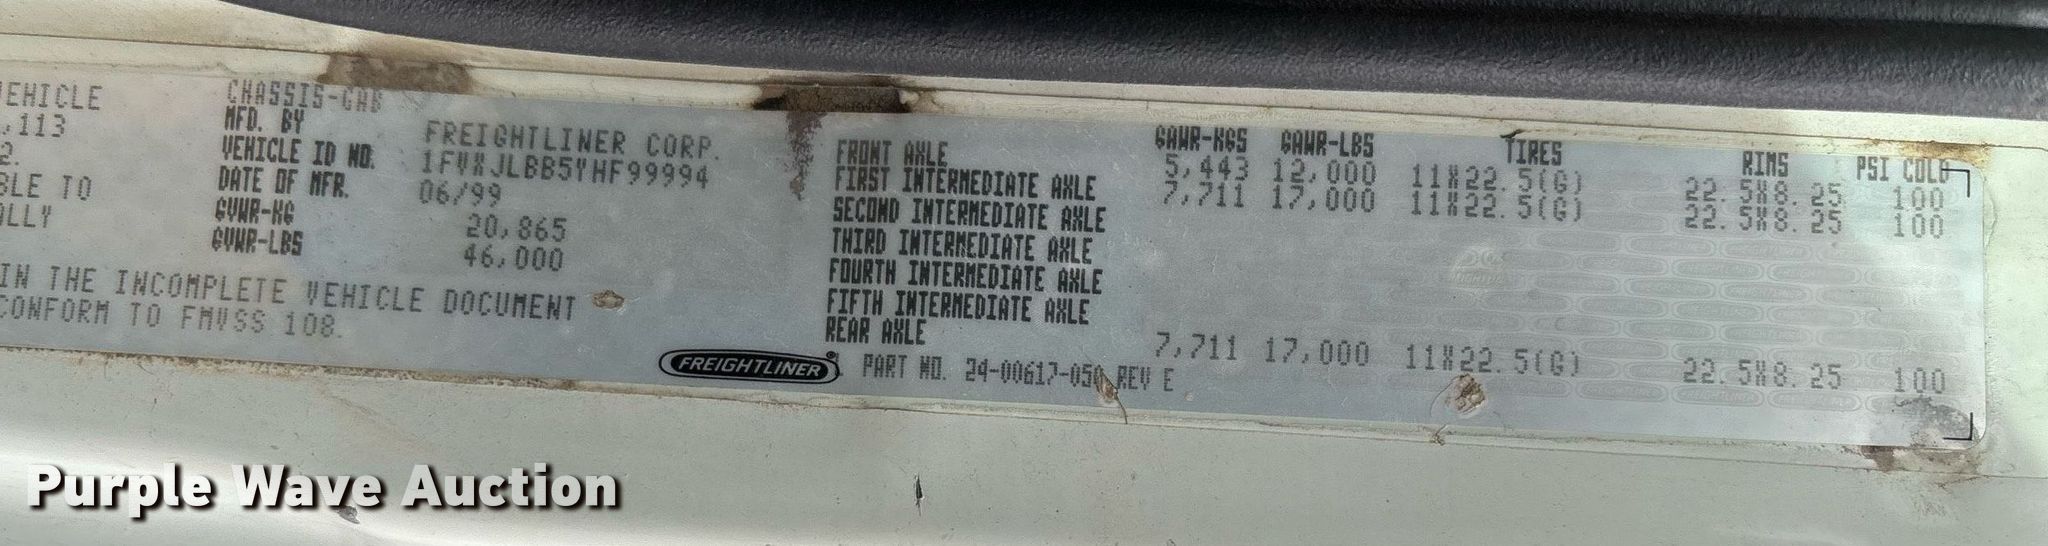 EHICLE
,113
2.
BLE TO
LLY
IN THE INCOMPLETE VEHICLE DOCUMENT
CONFORM TO FMVSS 108.
CHASSIS-CAB
MFD. BY FREIGHTLINER CORP.
VEHICLE ID NO. 1FVXJLBB5YHF99994
DATE OF MFR. 06/99
GVWR-KG 20,865
GVWR-LBS 46,000
GAWR-KGS GAWR-LBS TIRES RIMS PSI COLD
FRONT AXLE 5,443 12,000 11X22.5(G) 22.5X8.25 100
FIRST INTERMEDIATE AXLE 7,711 17,000 11X22.5(G) 22.5X8.25 100
SECOND INTERMEDIATE AXLE
THIRD INTERMEDIATE AXLE
FOURTH INTERMEDIATE AXLE
FIFTH INTERMEDIATE AXLE
REAR AXLE 7,711 17,000 11X22.5(G) 22.5X8.25 100
FREIGHTLINER ® PART NO. 24-00617-050 REV E
Purple Wave Auction